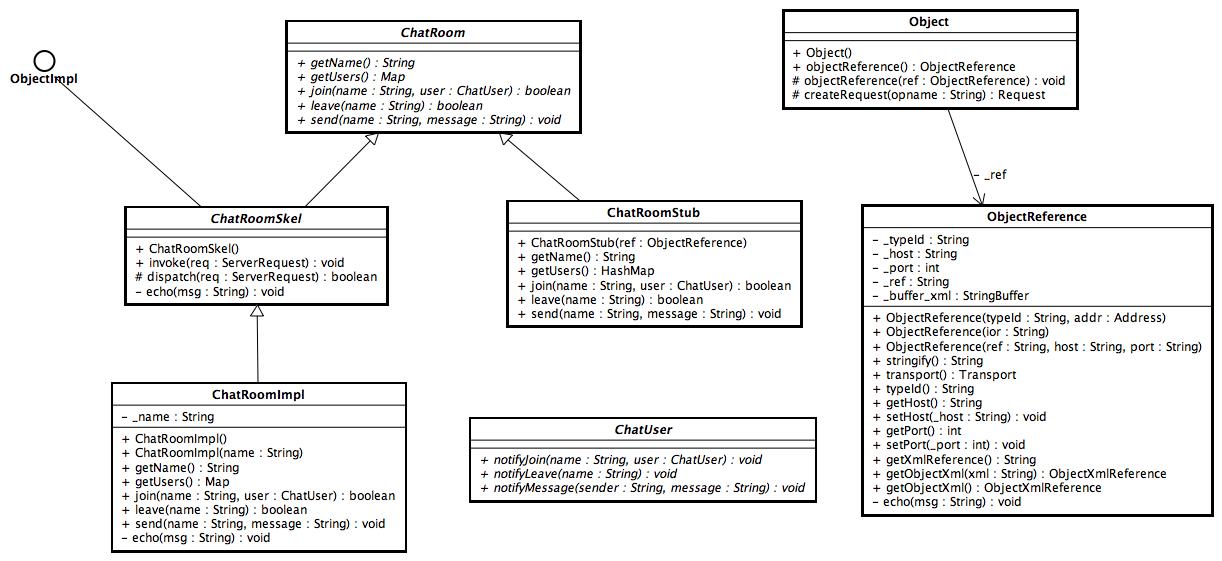 ObjectImpl
ChatRoom
+ getName() : String
+ getUsers() : Map
+ join(name : String, user : ChatUser) : boolean
+ leave(name : String) : boolean
+ send(name : String, message : String) : void
Object
+ Object()
+ objectReference() : ObjectReference
# objectReference(ref : ObjectReference) : void
# createRequest(opname : String) : Request
- _ref
ChatRoomSkel
+ ChatRoomSkel()
+ invoke(req : ServerRequest) : void
# dispatch(req : ServerRequest) : boolean
- echo(msg : String) : void
ChatRoomStub
+ ChatRoomStub(ref : ObjectReference)
+ getName() : String
+ getUsers() : HashMap
+ join(name : String, user : ChatUser) : boolean
+ leave(name : String) : boolean
+ send(name : String, message : String) : void
ObjectReference
- _typeId : String
- _host : String
- _port : int
- _ref : String
- _buffer_xml : StringBuffer
+ ObjectReference(typeId : String, addr : Address)
+ ObjectReference(ior : String)
+ ObjectReference(ref : String, host : String, port : String)
+ stringify() : String
+ transport() : Transport
+ typeId() : String
+ getHost() : String
+ setHost(_host : String) : void
+ getPort() : int
+ setPort(_port : int) : void
+ getXmlReference() : String
+ getObjectXml(xml : String) : ObjectXmlReference
+ getObjectXml() : ObjectXmlReference
- echo(msg : String) : void
ChatRoomImpl
- _name : String
+ ChatRoomImpl()
+ ChatRoomImpl(name : String)
+ getName() : String
+ getUsers() : Map
+ join(name : String, user : ChatUser) : boolean
+ leave(name : String) : boolean
+ send(name : String, message : String) : void
- echo(msg : String) : void
ChatUser
+ notifyJoin(name : String, user : ChatUser) : void
+ notifyLeave(name : String) : void
+ notifyMessage(sender : String, message : String) : void